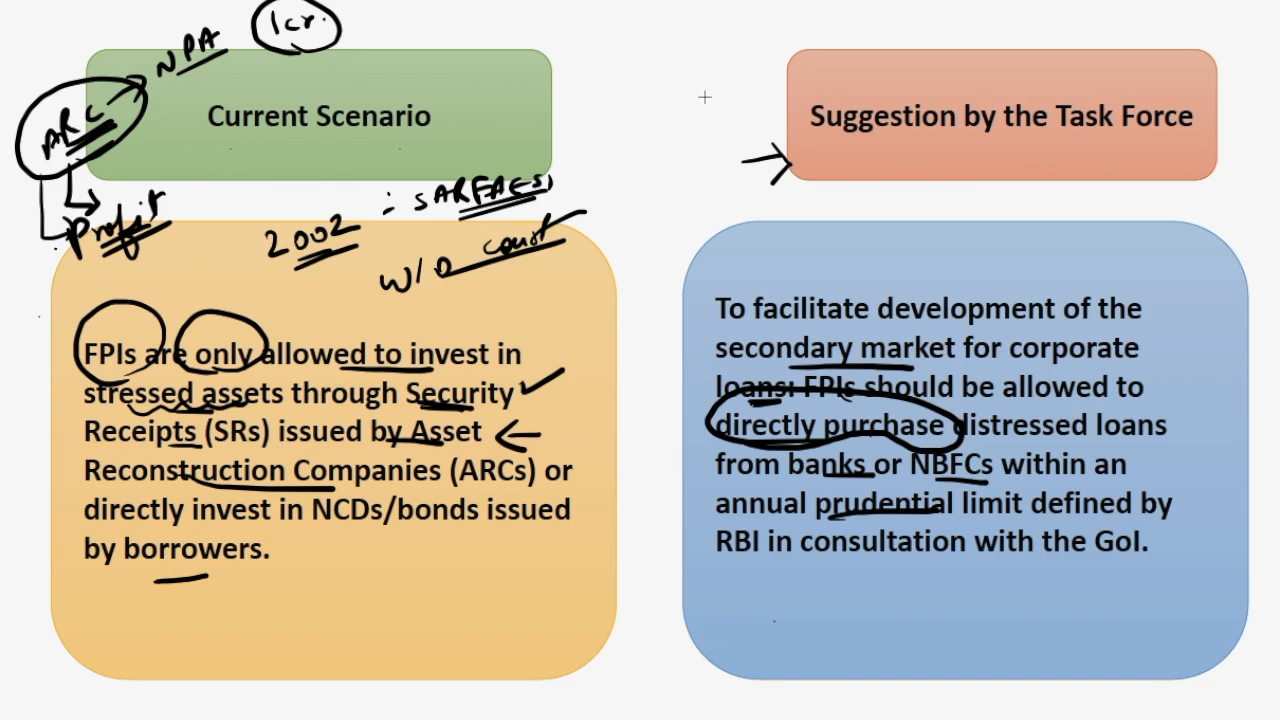 1cr.
NPA
ARC
Current Scenario
Suggestion by the Task Force
Profit
2002 : SARFAESI
w/o court
FPIs are only allowed to invest in
stressed assets through Security
Receipts (SRs) issued by Asset
Reconstruction Companies (ARCs) or
directly invest in NCDs/bonds issued
by borrowers.
To facilitate development of the
secondary market for corporate
loans: FPIs should be allowed to
directly purchase distressed loans
from banks or NBFCs within an
annual prudential limit defined by
RBI in consultation with the GoI.